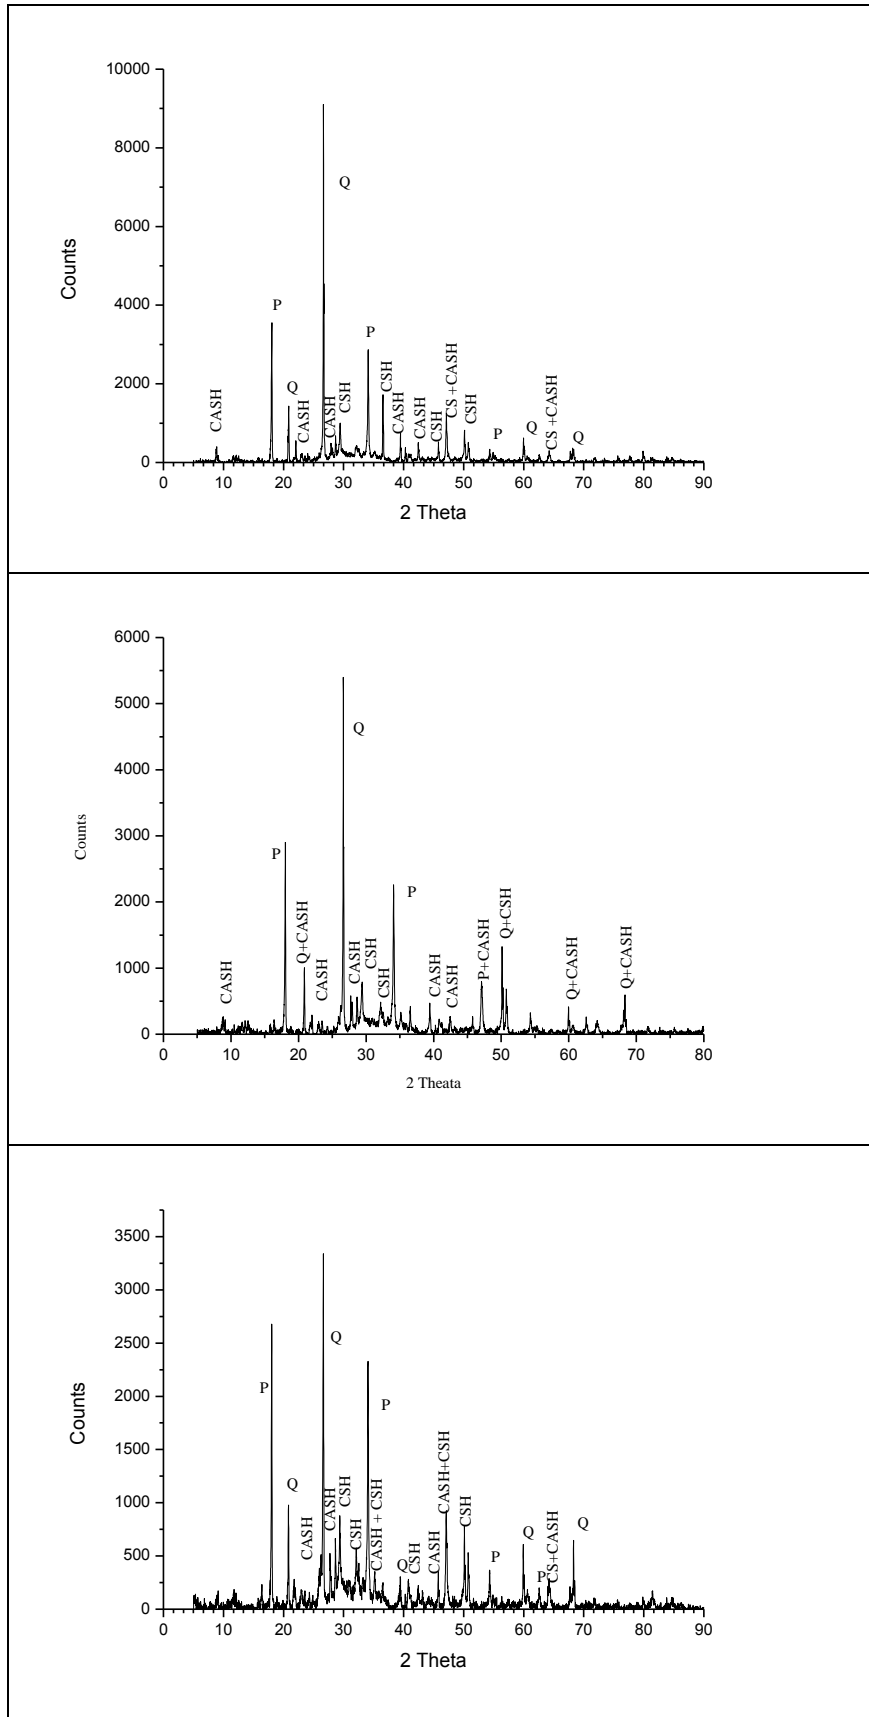 10000
8000
6000
4000
2000
0
Counts
CASH
P
Q
CASH
Q
CASH
CSH
P
CSH
CASH
CASH
CSH
CS +CASH
CSH
P
Q
CS +CASH
Q
0 10 20 30 40 50 60 70 80 90
2 Theta
6000
5000
4000
3000
2000
1000
0
Counts
CASH
P
Q+CASH
CASH
Q
CASH
CSH
CSH
P
CASH
CASH
P+CASH
Q+CSH
Q+CASH
Q+CASH
0 10 20 30 40 50 60 70 80
2 Theata
3500
3000
2500
2000
1500
1000
500
0
Counts
P
Q
CASH
Q
CASH
CSH
CSH
CASH + CSH
P
Q
CSH
CASH
CASH+CSH
CSH
P
Q
P
CS+CASH
Q
0 10 20 30 40 50 60 70 80 90
2 Theta